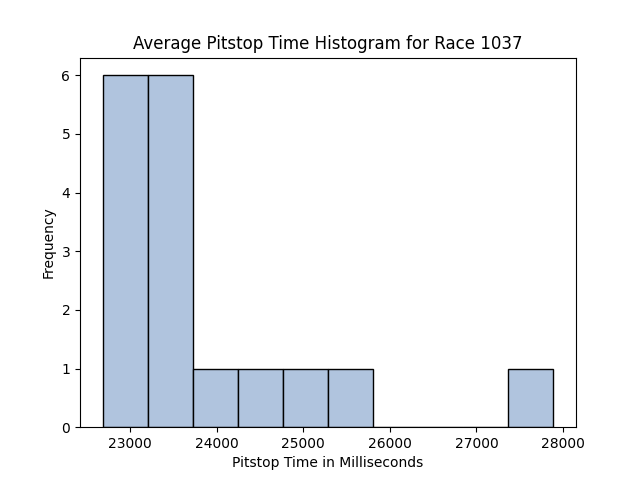 Average Pitstop Time Histogram for Race 1037
6
5
4
3
2
1
0
Frequency
23000 24000 25000 26000 27000 28000
Pitstop Time in Milliseconds